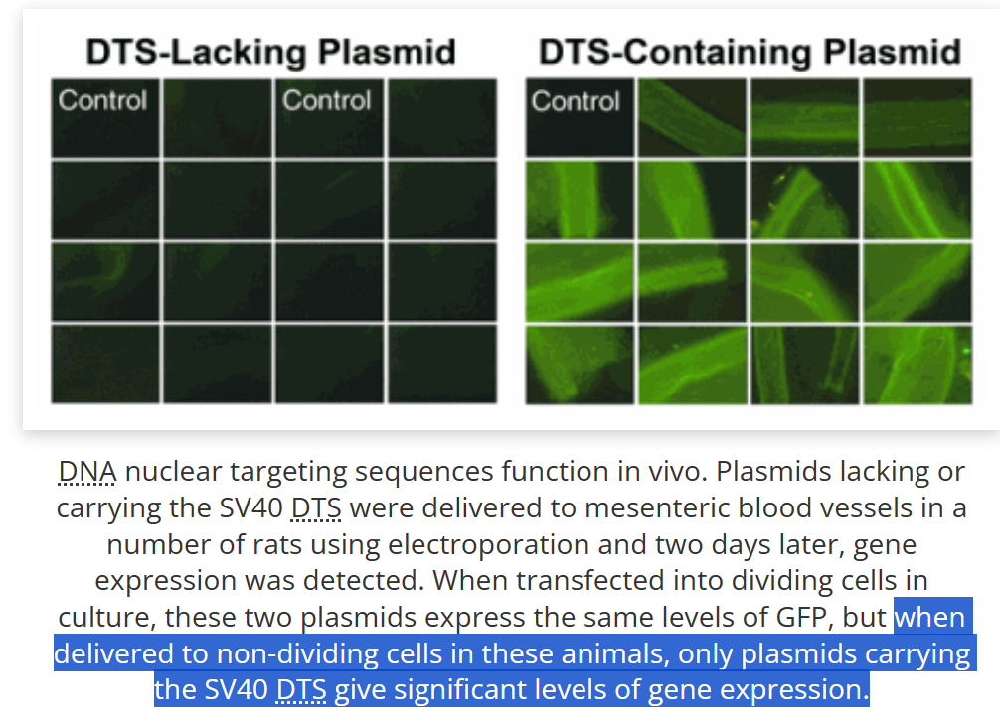 DTS-Lacking Plasmid
DTS-Containing Plasmid
Control
Control
Control
DNA nuclear targeting sequences function in vivo. Plasmids lacking or
carrying the SV40 DTS were delivered to mesenteric blood vessels in a
number of rats using electroporation and two days later, gene
expression was detected. When transfected into dividing cells in
culture, these two plasmids express the same levels of GFP, but when
delivered to non-dividing cells in these animals, only plasmids carrying
the SV40 DTS give significant levels of gene expression.